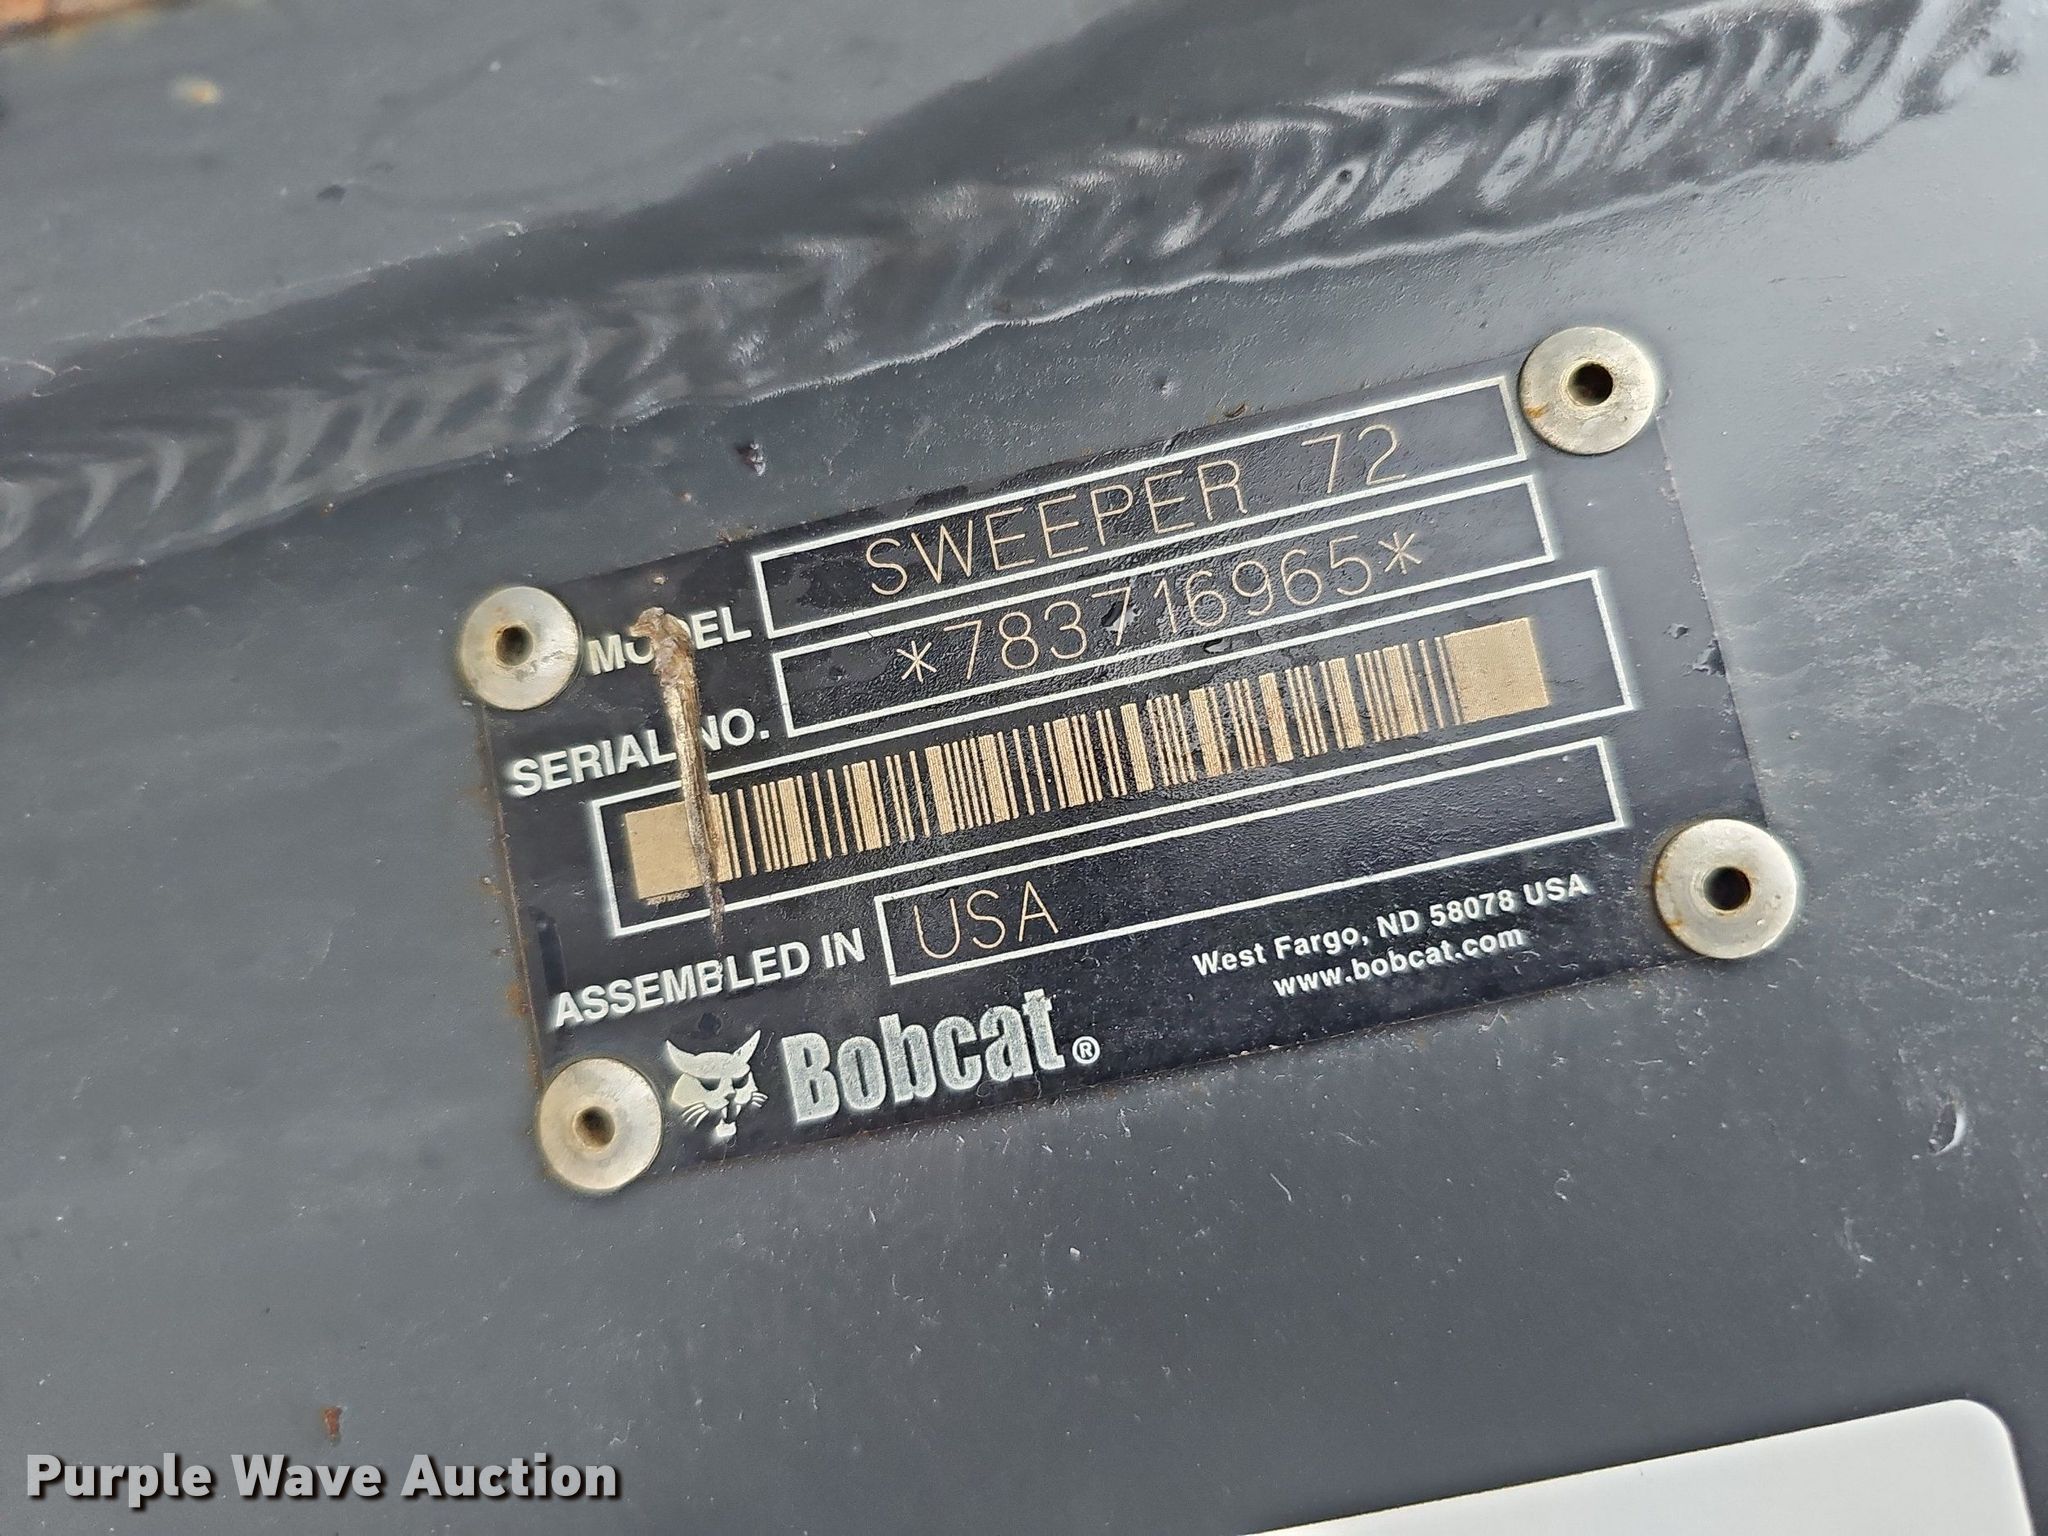 MODEL SWEEPER 72
SERIAL NO. *783716965*
ASSEMBLED IN USA
West Fargo, ND 58078 USA
www.bobcat.com
Bobcat®
Purple Wave Auction